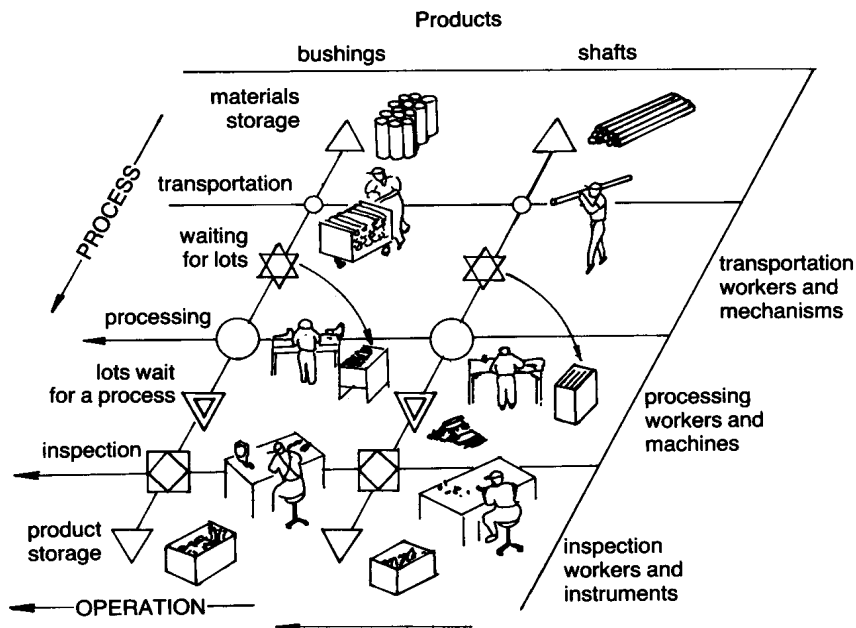 Products
bushings
shafts
materials
storage
transportation
PROCESS
waiting
for lots
transportation
workers and
mechanisms
processing
lots wait
for a process
processing
workers and
machines
inspection
product
storage
inspection
workers and
instruments
OPERATION